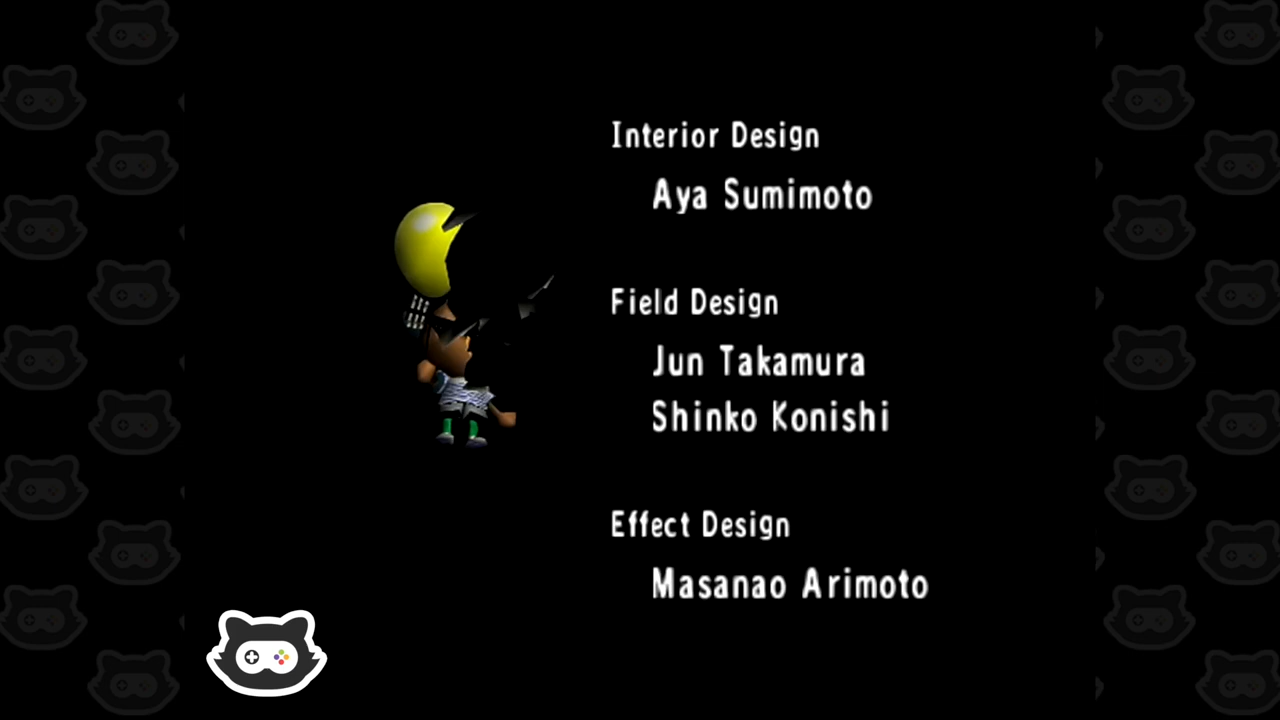 Interior Design
Aya Sumimoto
Field Design
Jun Takamura
Shinko Konishi
Effect Design
Masanao Arimoto